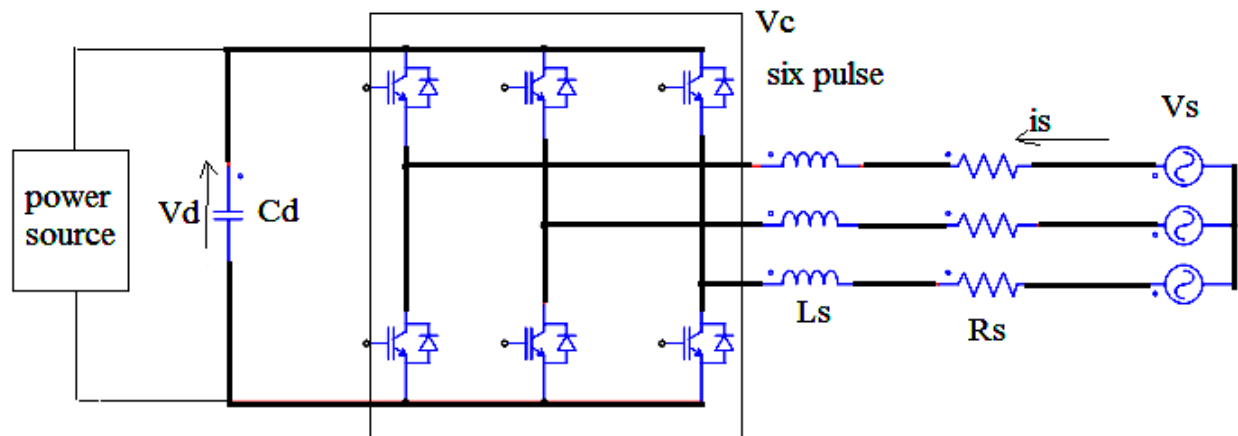 Vc
six pulse
Vs
is
power
source
Vd
Cd
Ls
Rs